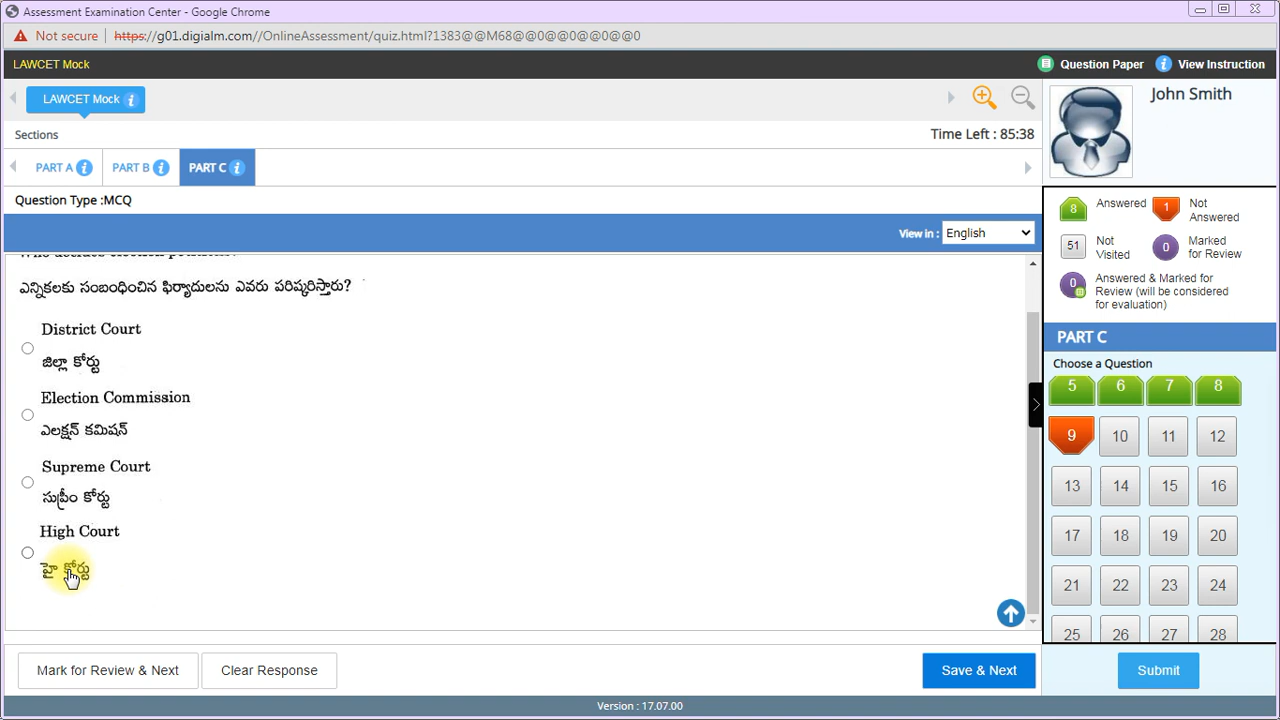 Assessment Examination Center - Google Chrome
Not secure https://g01.digialm.com//OnlineAssessment/quiz.html?1383@@M68@@0@@0@@0@@0
LAWCET Mock
Question Paper
View Instruction
LAWCET Mock
John Smith
Sections
Time Left : 85:38
PART A
PART B
PART C
Question Type :MCQ
View in : English
ఎన్నికలకు సంబంధించిన ఫిర్యాదులను ఎవరు పరిష్కరిస్తారు?
District Court
జిల్లా కోర్టు
Election Commission
ఎలక్షన్ కమిషన్
Supreme Court
సుప్రీం కోర్టు
High Court
హై కోర్టు
8 Answered
1 Not Answered
51 Not Visited
0 Marked for Review
0 Answered & Marked for Review (will be considered for evaluation)
PART C
Choose a Question
5 6 7 8
9 10 11 12
13 14 15 16
17 18 19 20
21 22 23 24
25 26 27 28
Mark for Review & Next
Clear Response
Save & Next
Submit
Version : 17.07.00